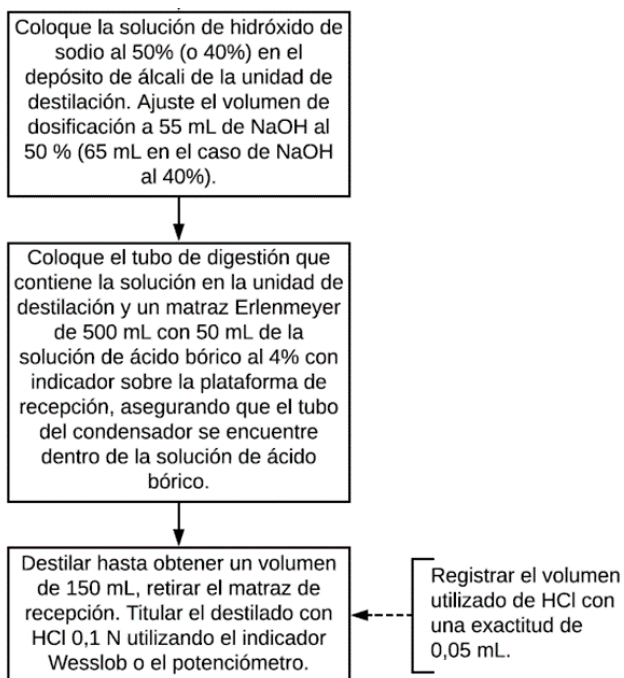 Coloque la solución de hidróxido de
sodio al 50% (o 40%) en el
depósito de álcali de la unidad de
destilación. Ajuste el volumen de
dosificación a 55 mL de NaOH al
50 % (65 mL en el caso de NaOH
al 40%).
Coloque el tubo de digestión que
contiene la solución en la unidad de
destilación y un matraz Erlenmeyer
de 500 mL con 50 mL de la
solución de ácido bórico al 4% con
indicador sobre la plataforma de
recepción, asegurando que el tubo
del condensador se encuentre
dentro de la solución de ácido
bórico.
Destilar hasta obtener un volumen
de 150 mL, retirar el matraz de
recepción. Titular el destilado con
HCl 0,1 N utilizando el indicador
Wesslob o el potenciómetro.
Registrar el volumen
utilizado de HCl con
una exactitud de
0,05 mL.